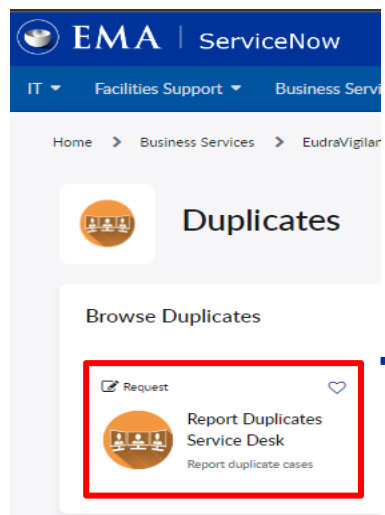 EMA | ServiceNow
IT Facilities Support Business Servi
Home > Business Services > EudraVigilan
Duplicates
Browse Duplicates
Request
Report Duplicates
Service Desk
Report duplicate cases